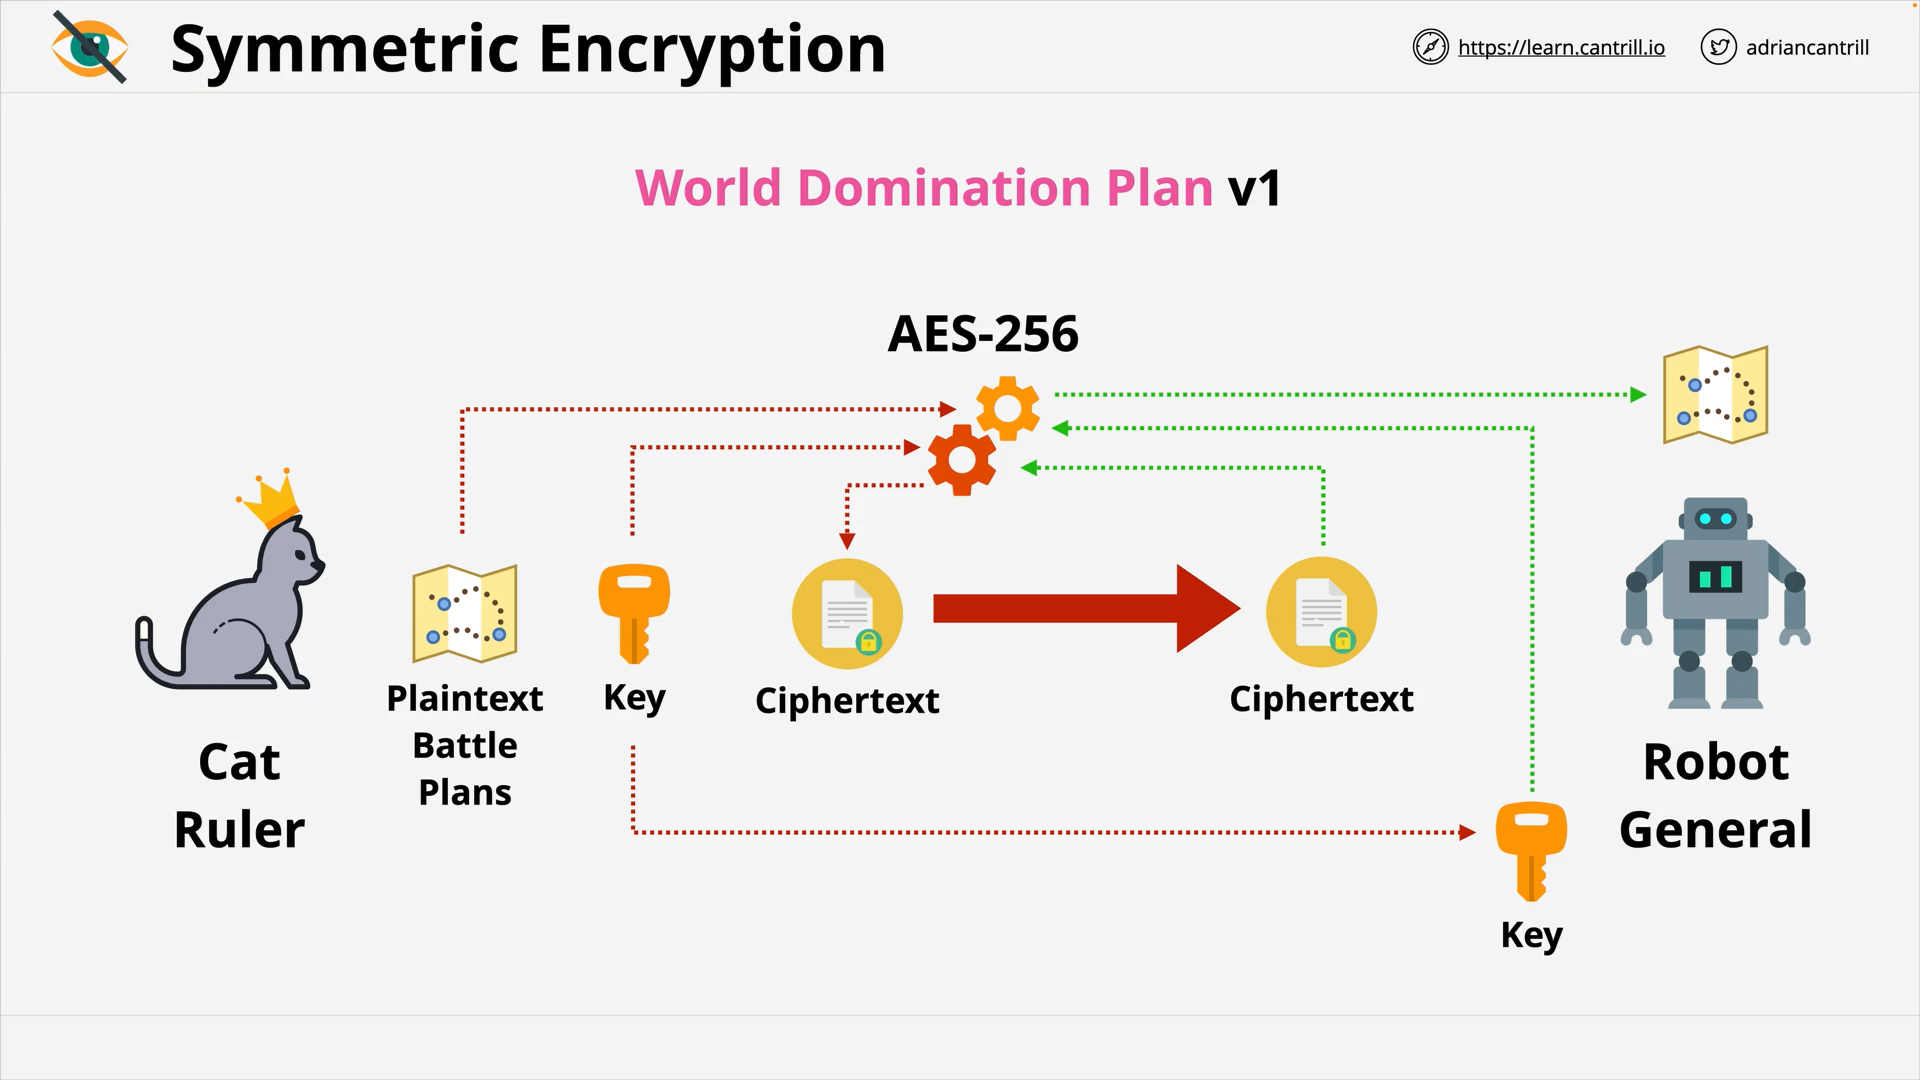 Symmetric Encryption
https://learn.cantrill.io
adriancantrill
World Domination Plan v1
AES-256
Plaintext
Battle
Plans
Key
Ciphertext
Ciphertext
Cat
Ruler
Robot
General
Key